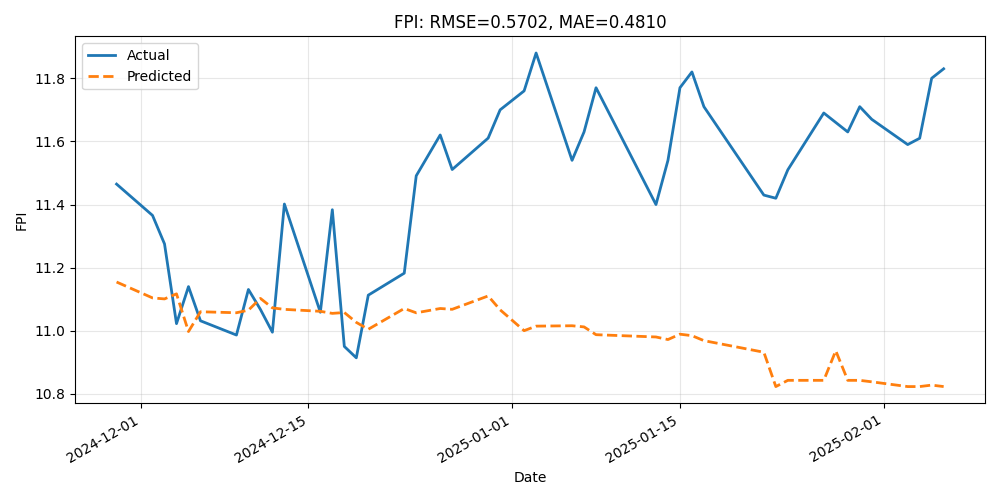 FPI: RMSE=0.5702, MAE=0.4810
Actual
Predicted
11.8
11.6
11.4
11.2
11.0
10.8
FPI
2024-12-01
2024-12-15
2025-01-01
2025-01-15
2025-02-01
Date